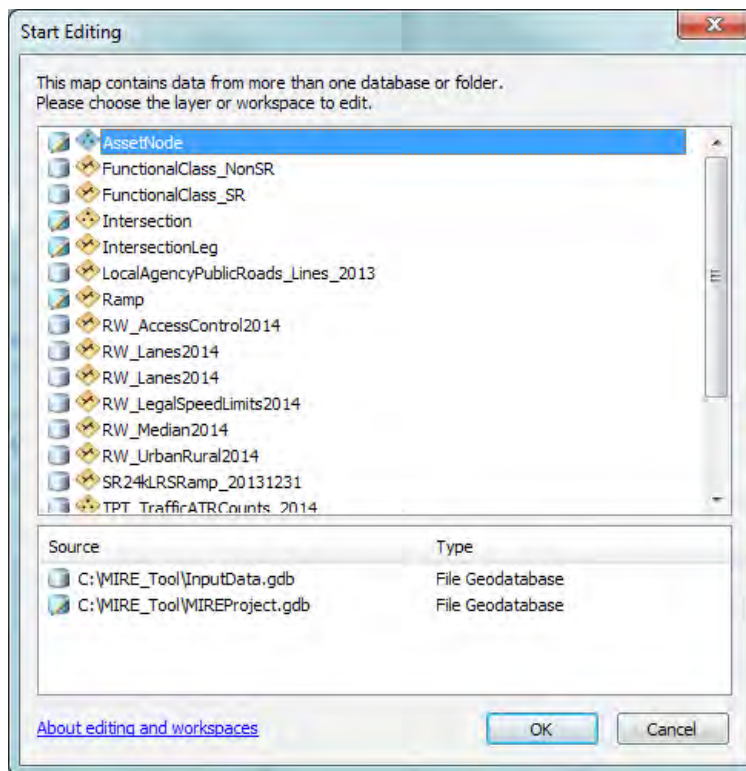 Start Editing
This map contains data from more than one database or folder.
Please choose the layer or workspace to edit.
AssetNode
FunctionalClass_NonSR
FunctionalClass_SR
Intersection
IntersectionLeg
LocalAgencyPublicRoads_Lines_2013
Ramp
RW_AccessControl2014
RW_Lanes2014
RW_Lanes2014
RW_LegalSpeedLimits2014
RW_Median2014
RW_UrbanRural2014
SR24kLRSRamp_20131231
TPT_TrafficATRCounts_2014
Source Type
C:\MIRE_Tool\InputData.gdb File Geodatabase
C:\MIRE_Tool\MIREProject.gdb File Geodatabase
About editing and workspaces OK Cancel